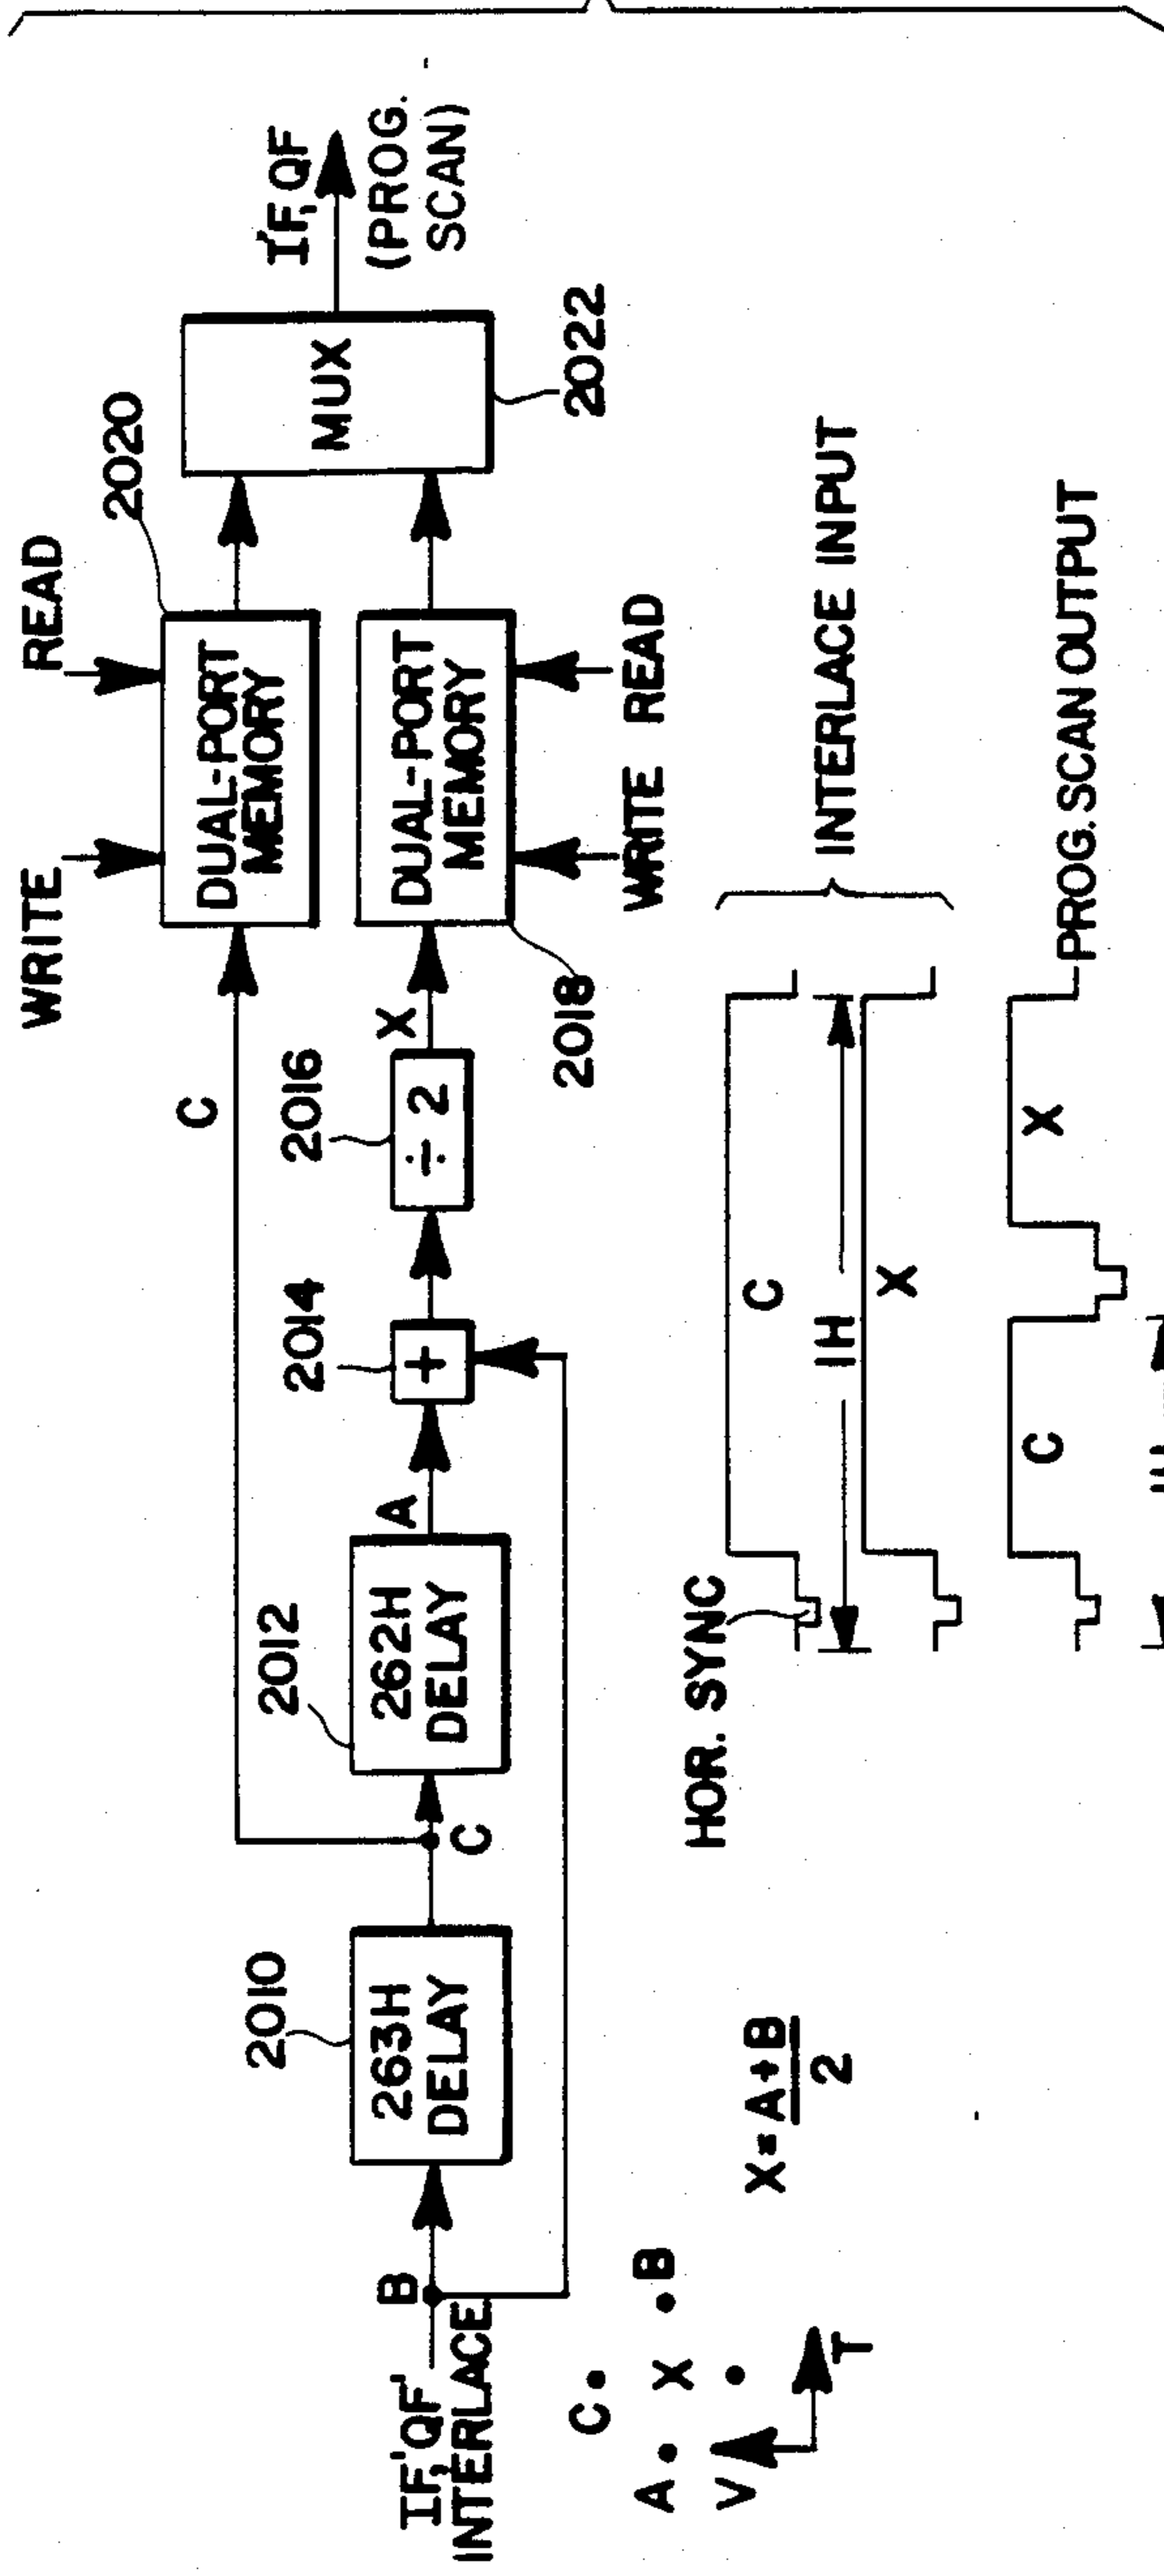 IF,' QF'
INTERLACE
B
2010
263H
DELAY
C
2012
262H
DELAY
A
2014
+
2016
÷ 2
X
C
WRITE
READ
2020
DUAL-PORT
MEMORY
2018
DUAL-PORT
MEMORY
WRITE
READ
MUX
2022
IF, QF
(PROG.
SCAN)
C
A
X
B
V
T
X = A + B
2
HOR. SYNC
C
1H
X
INTERLACE INPUT
C
X
PROG. SCAN OUTPUT